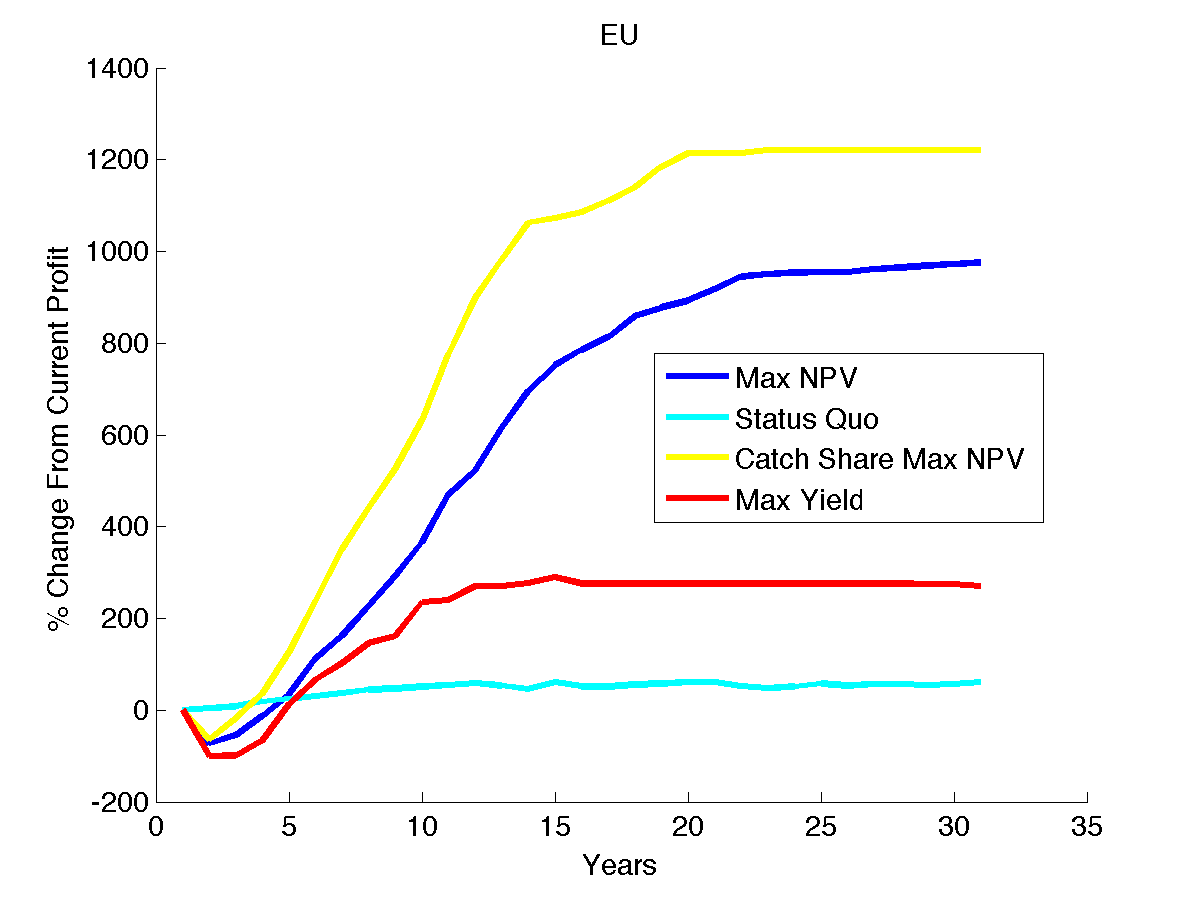 EU
1400
1200
1000
800
600
400
200
0
-200
% Change From Current Profit
Max NPV
Status Quo
Catch Share Max NPV
Max Yield
0 5 10 15 20 25 30 35
Years